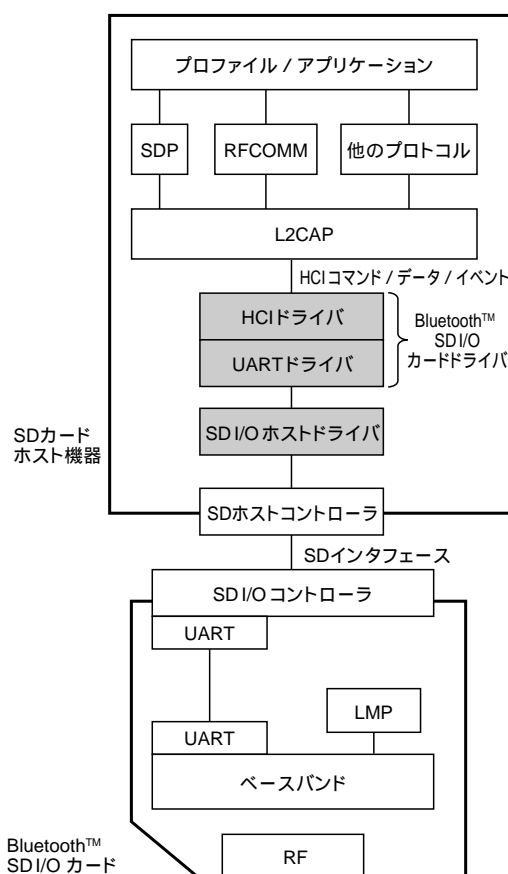 プロファイル / アプリケーション
SDP
RFCOMM
他のプロトコル
L2CAP
HCIコマンド / データ / イベント
HCIドライバ
UARTドライバ
Bluetooth™
SD I/O
カードドライバ
SD I/O ホストドライバ
SDカード
ホスト機器
SDホストコントローラ
SDインタフェース
SD I/O コントローラ
UART
LMP
UART
ベースバンド
Bluetooth™
SD I/O カード
RF